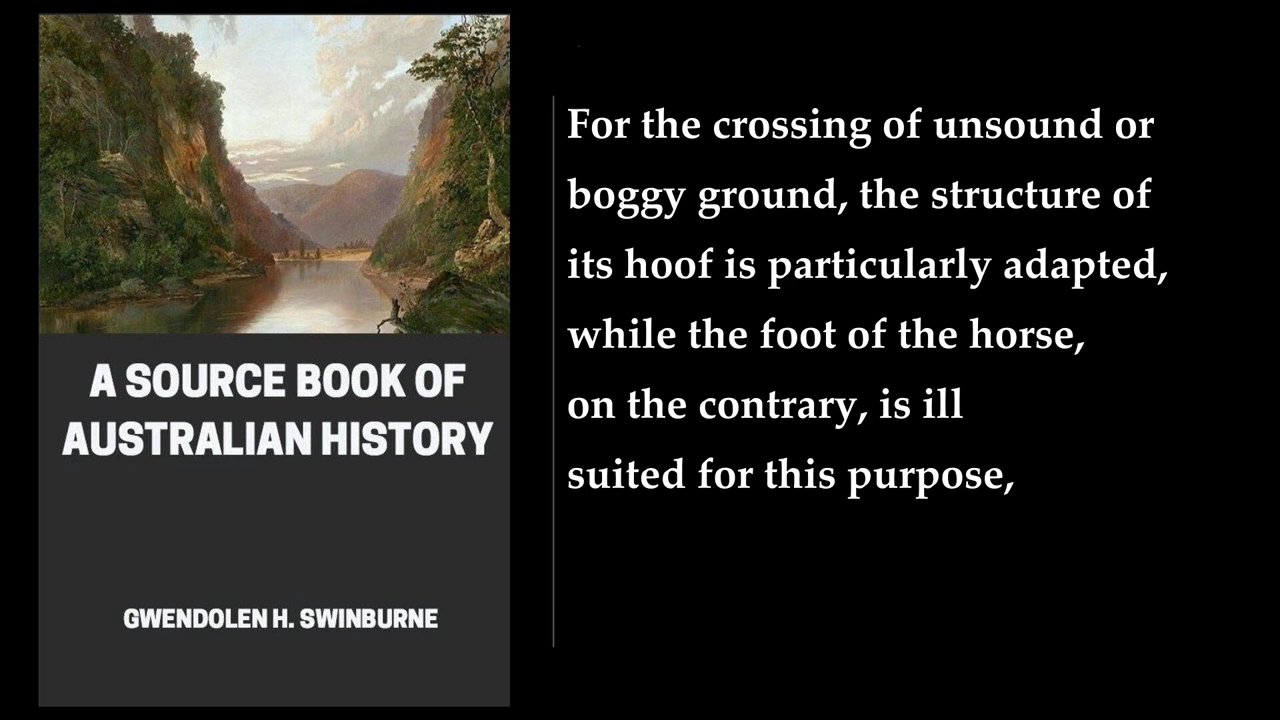 A SOURCE BOOK OF
AUSTRALIAN HISTORY
GWENDOLEN H. SWINBURNE
For the crossing of unsound or
boggy ground, the structure of
its hoof is particularly adapted,
while the foot of the horse,
on the contrary, is ill
suited for this purpose,